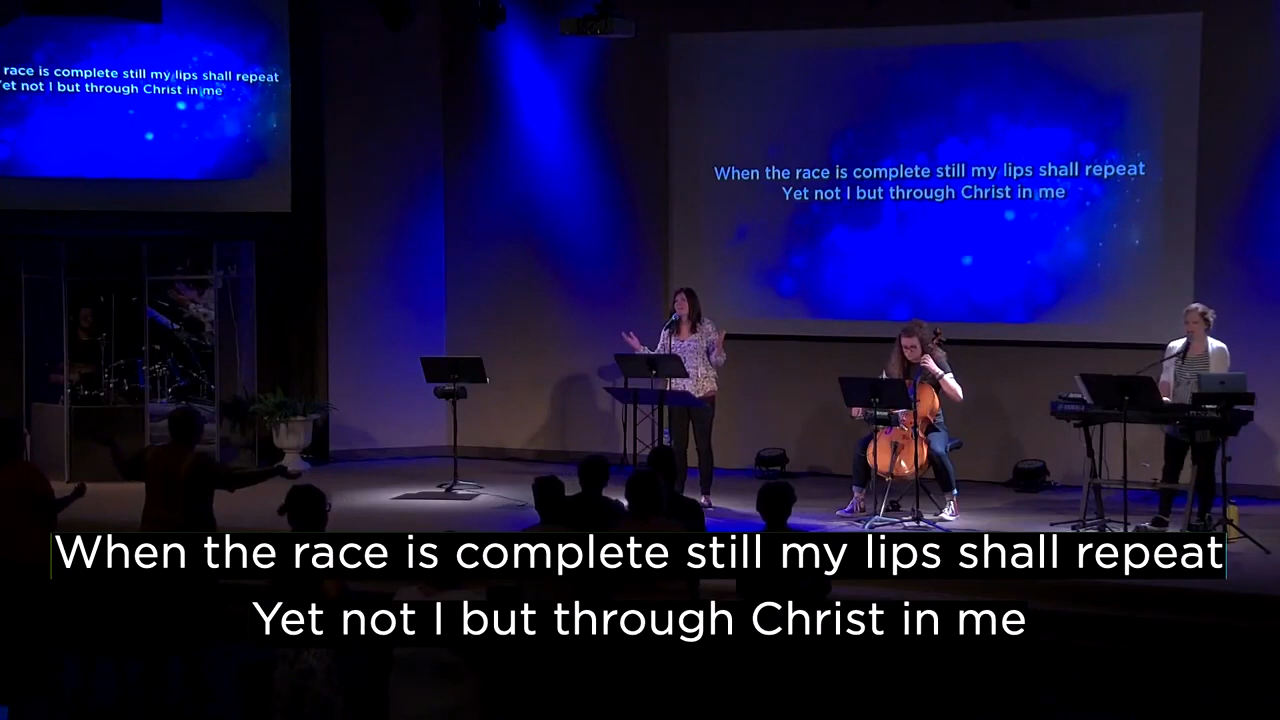 race is complete still my lips shall repeat
Yet not I but through Christ in me
When the race is complete still my lips shall repeat
Yet not I but through Christ in me
When the race is complete still my lips shall repeat
Yet not I but through Christ in me